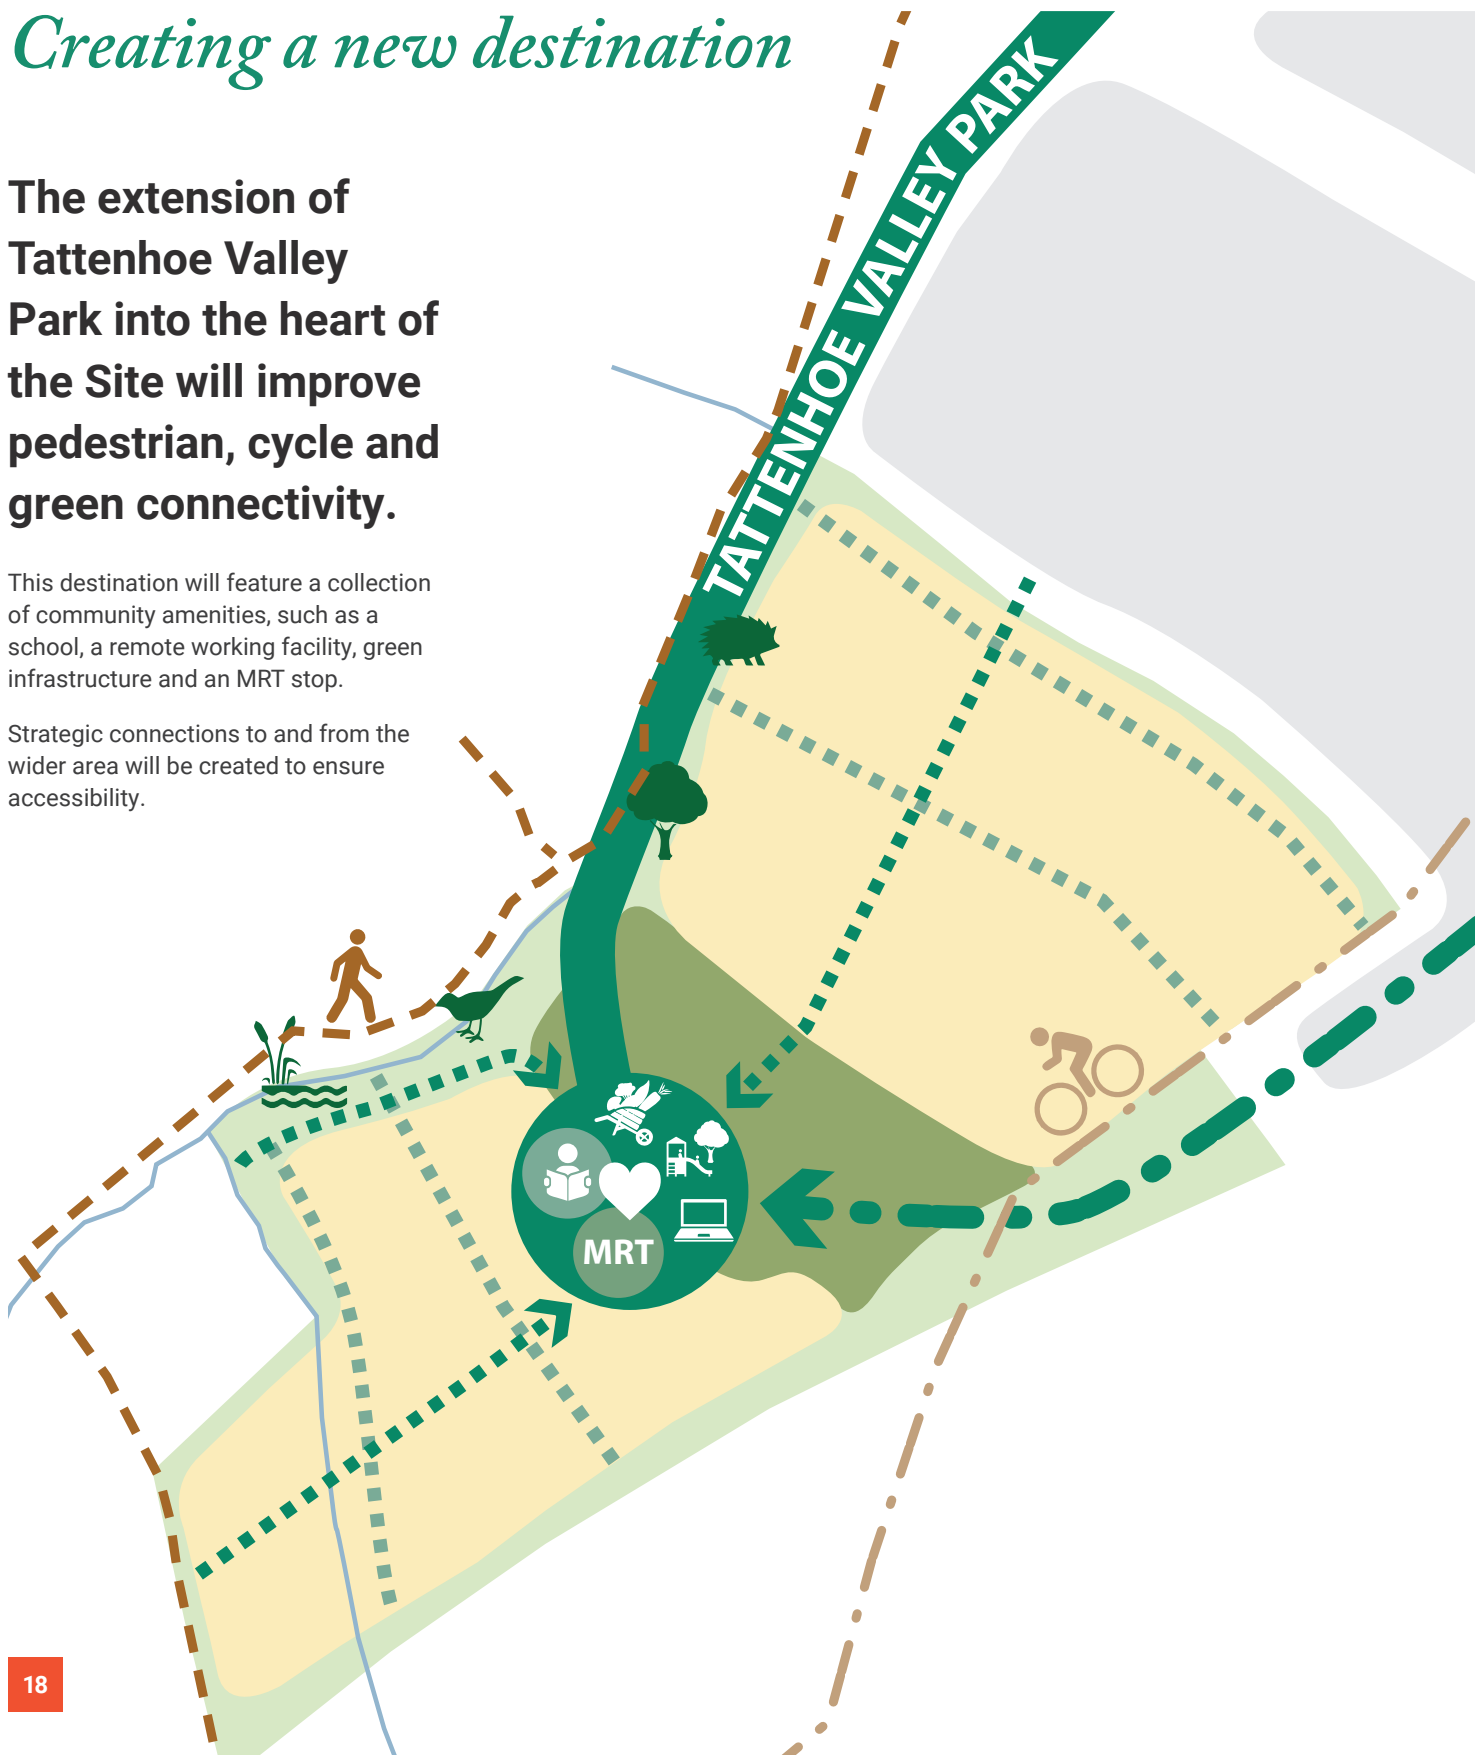 Creating a new destination
The extension of
Tattenhoe Valley
Park into the heart of
the Site will improve
pedestrian, cycle and
green connectivity.
This destination will feature a collection
of community amenities, such as a
school, a remote working facility, green
infrastructure and an MRT stop.
Strategic connections to and from the
wider area will be created to ensure
accessibility.
TATTENHOE VALLEY PARK
MRT
18